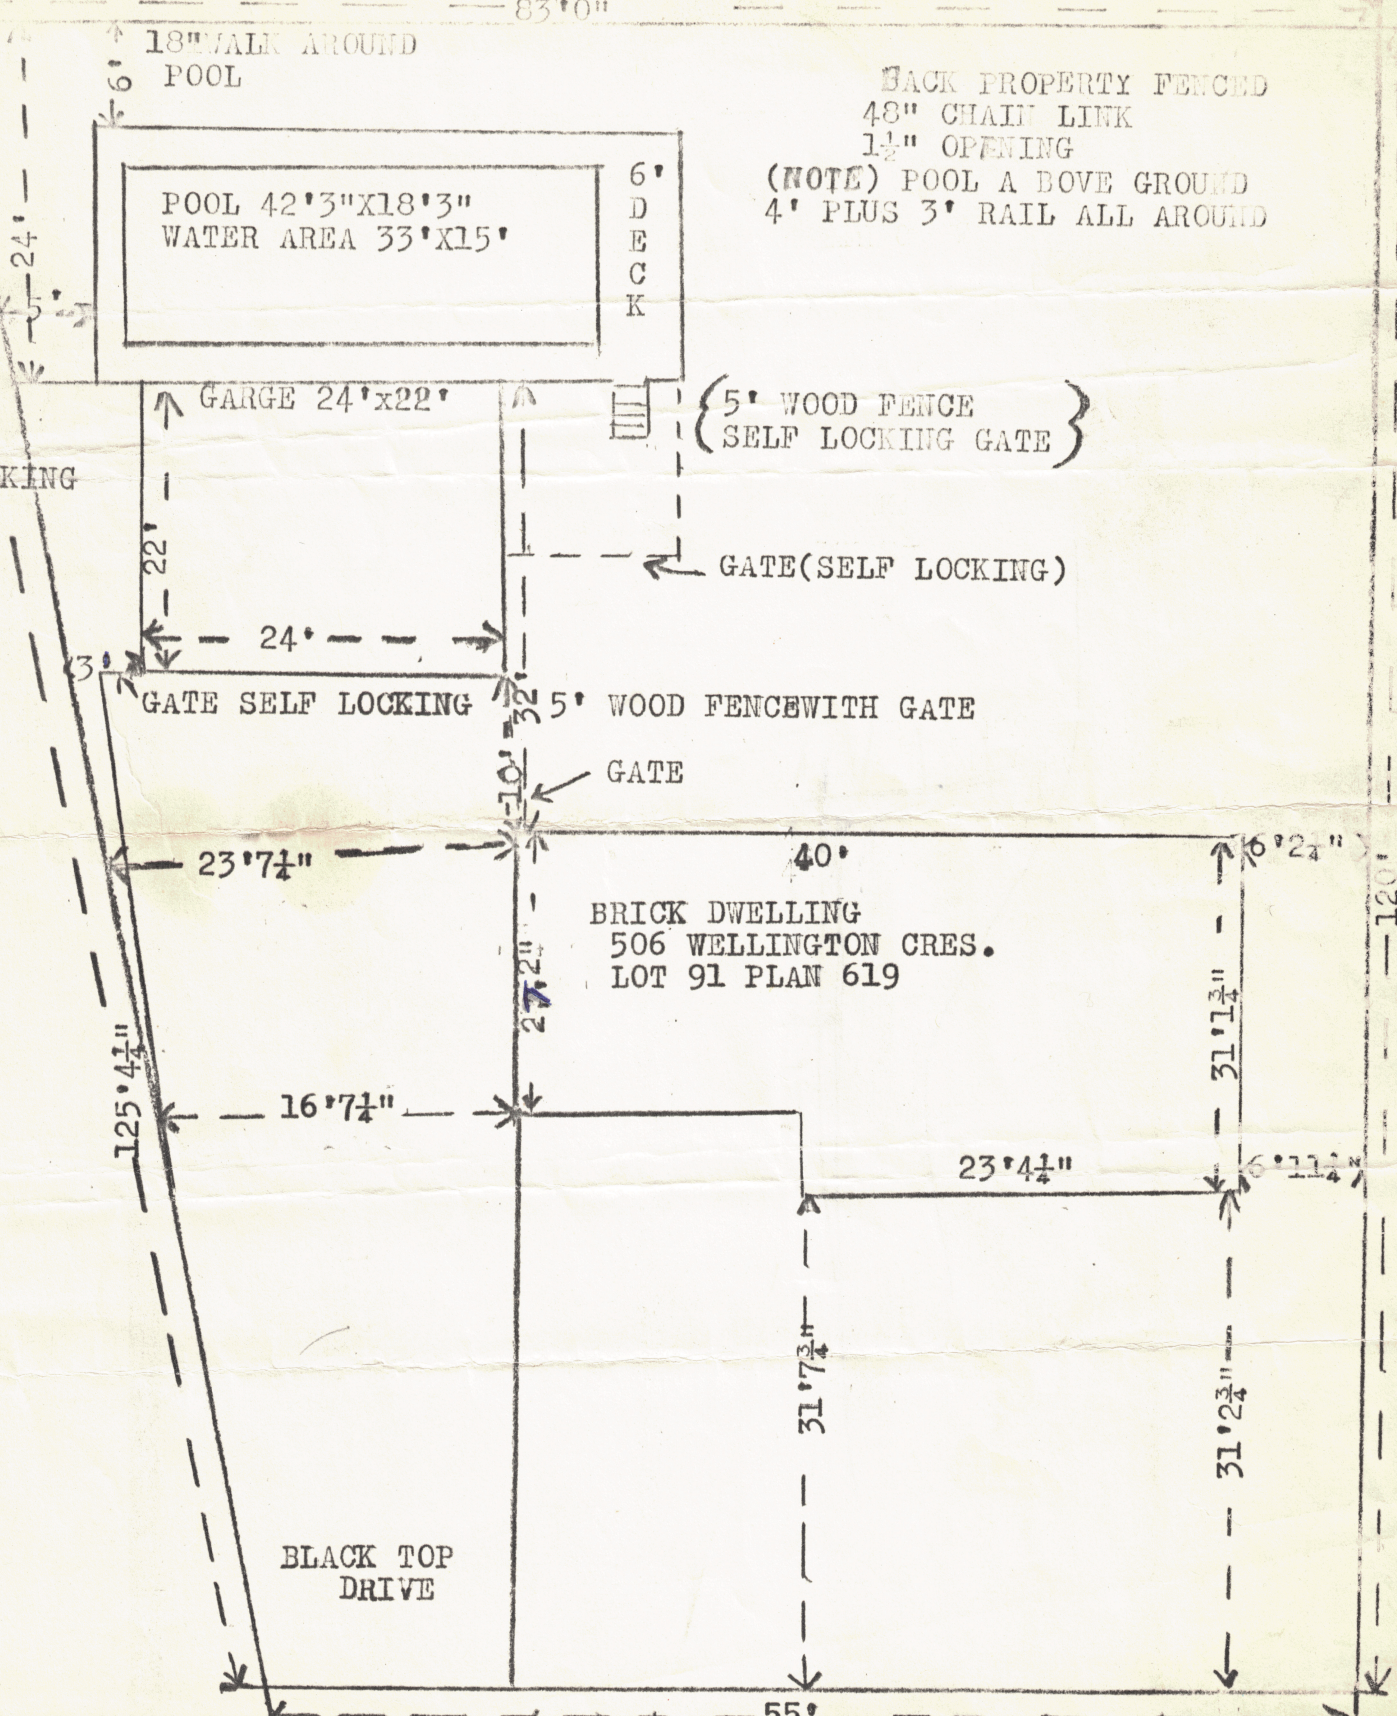 83'0"
18"WALK AROUND
POOL
6'
BACK PROPERTY FENCED
48" CHAIN LINK
1½" OPENING
(NOTE) POOL A BOVE GROUND
4' PLUS 3' RAIL ALL AROUND
POOL 42'3"X18'3"
WATER AREA 33'X15'
6'
D
E
C
K
24'
5'
GARGE 24'x22'
5' WOOD FENCE
SELF LOCKING GATE
KING
22'
GATE(SELF LOCKING)
24'
3'
GATE SELF LOCKING
32'
5' WOOD FENCEWITH GATE
10'
GATE
23'7¼"
40'
6'2¼"
120'
BRICK DWELLING
506 WELLINGTON CRES.
LOT 91 PLAN 619
27'2"
31'1¾"
125'4¼"
16'7¼"
23'4¼"
6'11¼"
31'7¾"
31'2¾"
BLACK TOP
DRIVE
55'